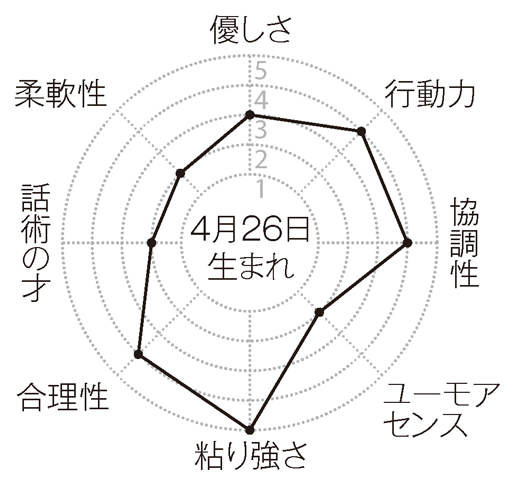 優しさ
行動力
協調性
ユーモア
センス
粘り強さ
合理性
話術の才
柔軟性
5
4
3
2
1
4月26日
生まれ